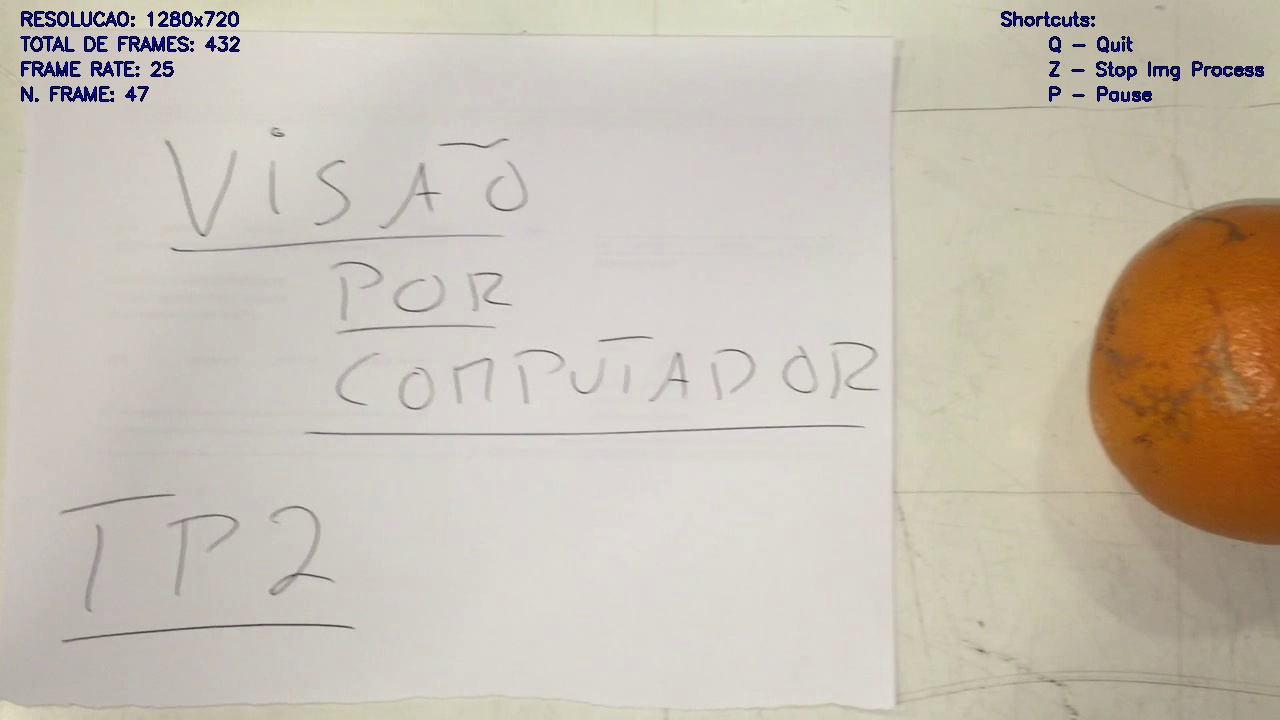 RESOLUCAO: 1280x720
TOTAL DE FRAMES: 432
FRAME RATE: 25
N. FRAME: 47
Shortcuts:
Q - Quit
Z - Stop Img Process
P - Pause
VISÃO
POR
COMPUTADOR
TP2